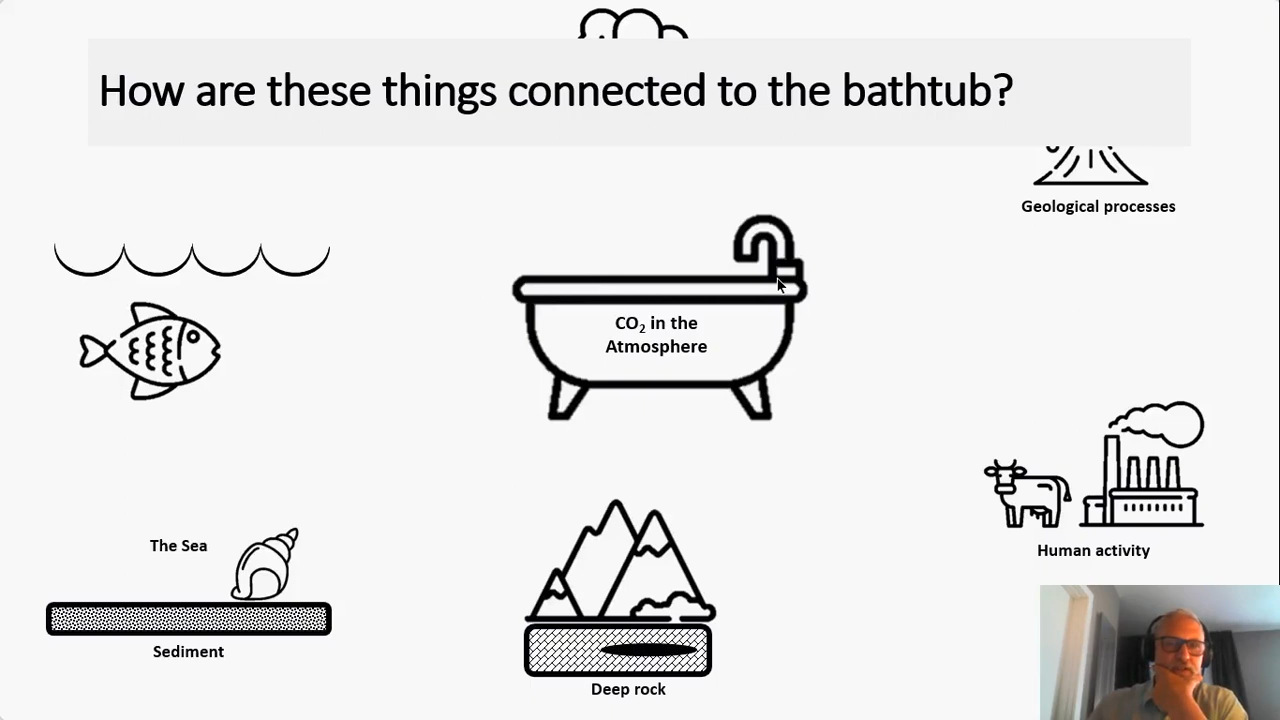 How are these things connected to the bathtub?
Geological processes
CO₂ in the
Atmosphere
The Sea
Human activity
Sediment
Deep rock